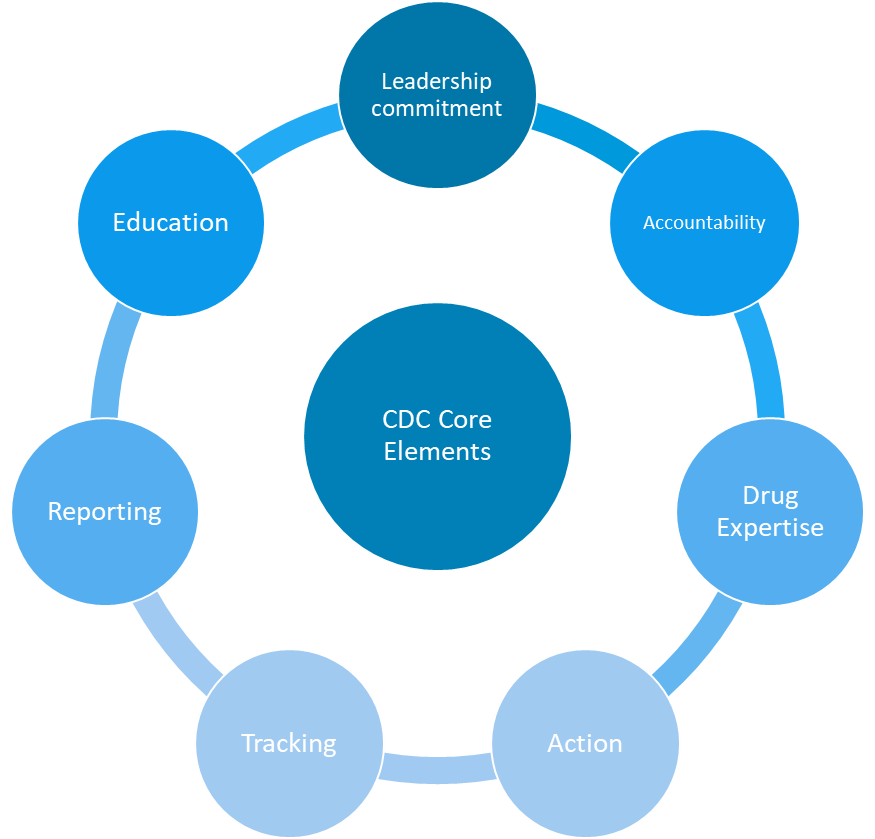 Leadership
commitment
Accountability
Drug
Expertise
Action
Tracking
Reporting
Education
CDC Core
Elements